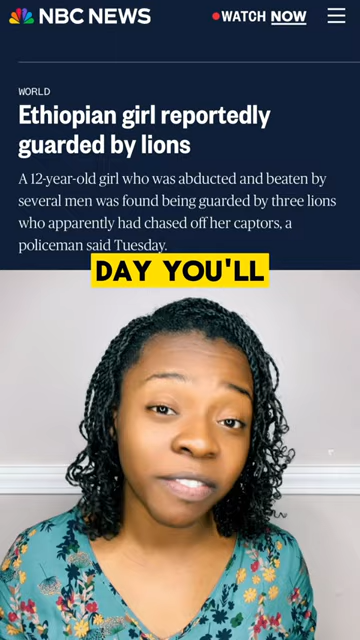 NBC NEWS
WATCH NOW
WORLD
Ethiopian girl reportedly
guarded by lions
A 12-year-old girl who was abducted and beaten by
several men was found being guarded by three lions
who apparently had chased off her captors, a
policeman said Tuesday.
DAY YOU'LL